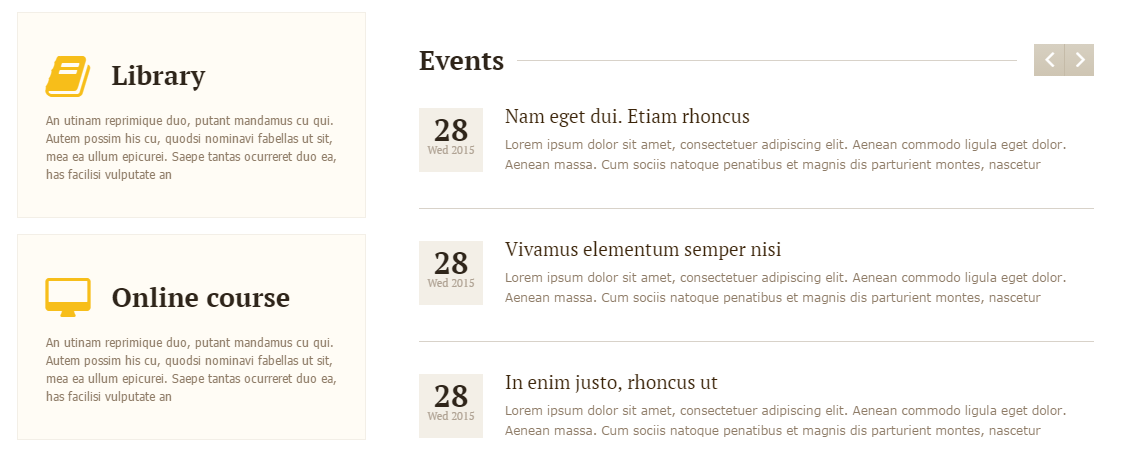 Library
An utinam reprimique duo, putant mandamus cu qui.
Autem possim his cu, quodsi nominavi fabellas ut sit,
mea ea ullum epicurei. Saepe tantas ocurreret duo ea,
has facilisi vulputate an
Online course
An utinam reprimique duo, putant mandamus cu qui.
Autem possim his cu, quodsi nominavi fabellas ut sit,
mea ea ullum epicurei. Saepe tantas ocurreret duo ea,
has facilisi vulputate an
Events
28
Wed 2015
Nam eget dui. Etiam rhoncus
Lorem ipsum dolor sit amet, consectetuer adipiscing elit. Aenean commodo ligula eget dolor.
Aenean massa. Cum sociis natoque penatibus et magnis dis parturient montes, nascetur
28
Wed 2015
Vivamus elementum semper nisi
Lorem ipsum dolor sit amet, consectetuer adipiscing elit. Aenean commodo ligula eget dolor.
Aenean massa. Cum sociis natoque penatibus et magnis dis parturient montes, nascetur
28
Wed 2015
In enim justo, rhoncus ut
Lorem ipsum dolor sit amet, consectetuer adipiscing elit. Aenean commodo ligula eget dolor.
Aenean massa. Cum sociis natoque penatibus et magnis dis parturient montes, nascetur